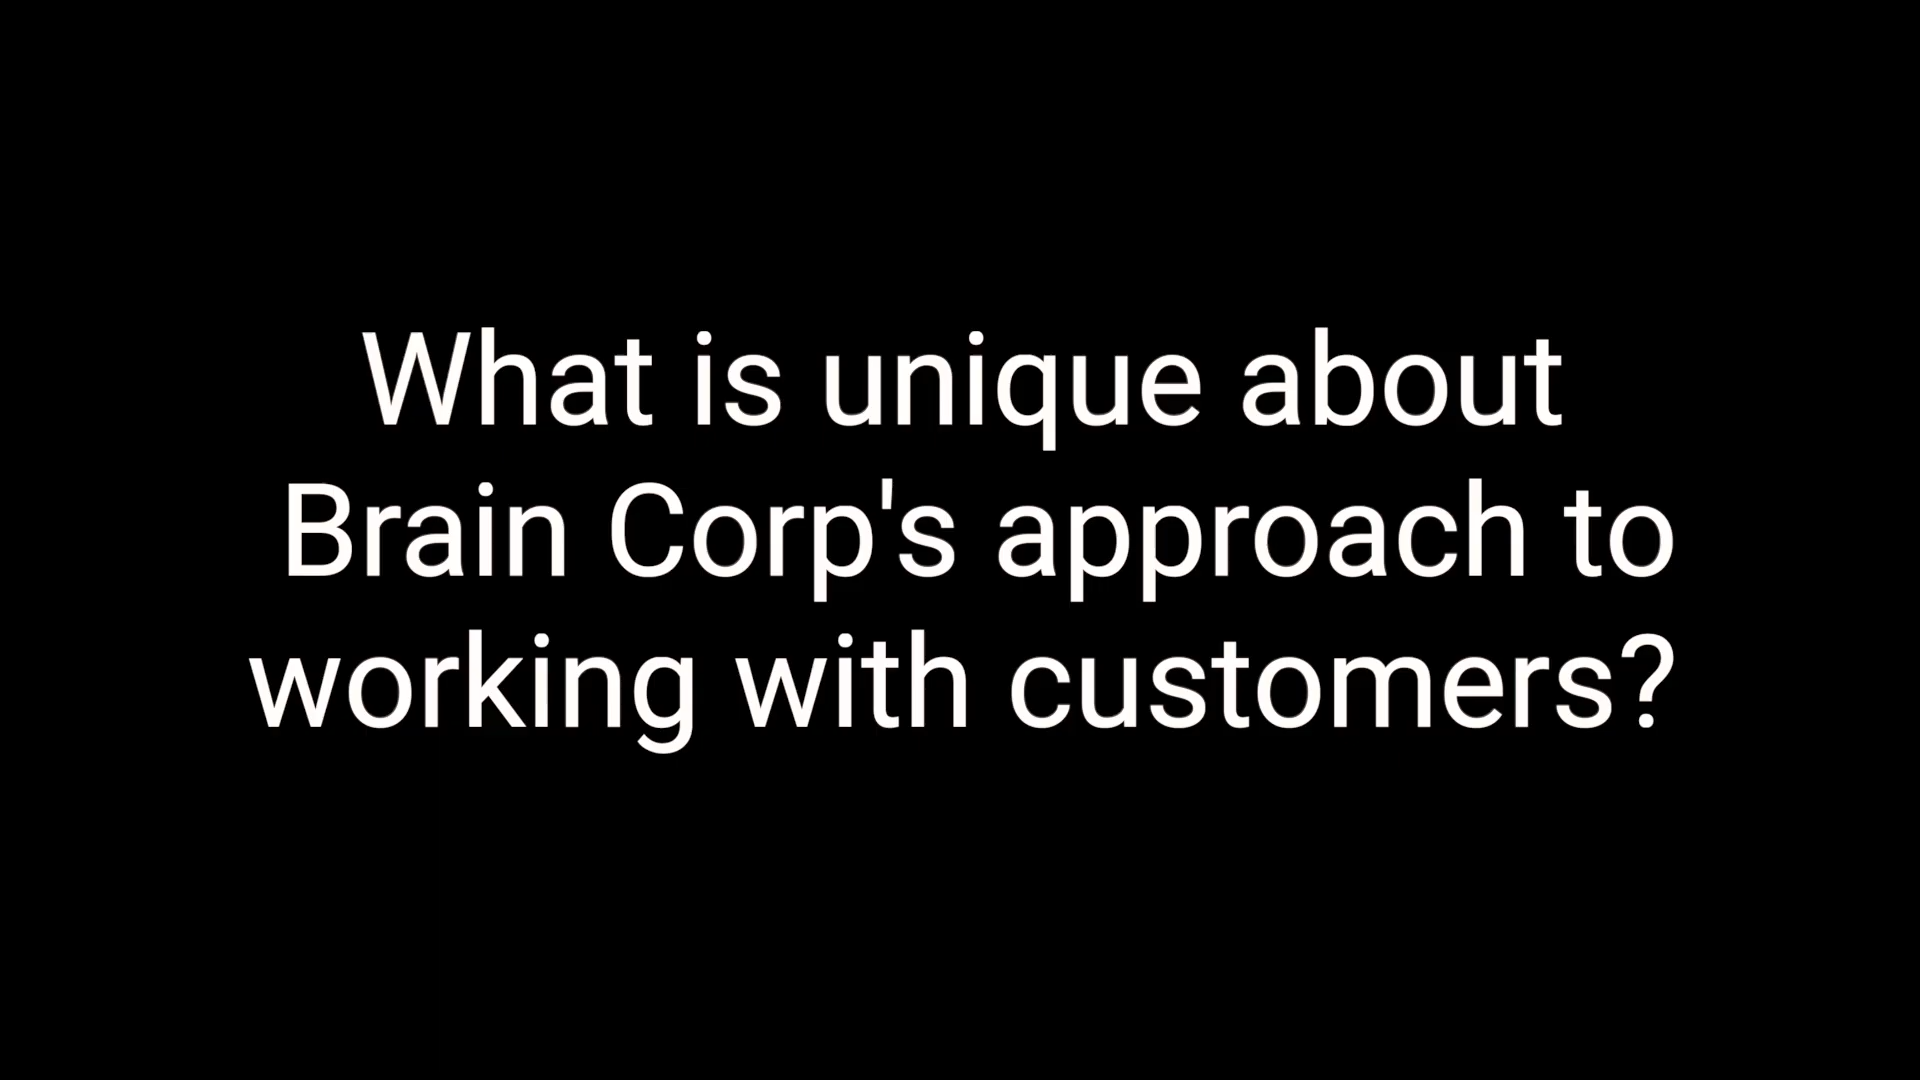 What is unique about
Brain Corp's approach to
working with customers?